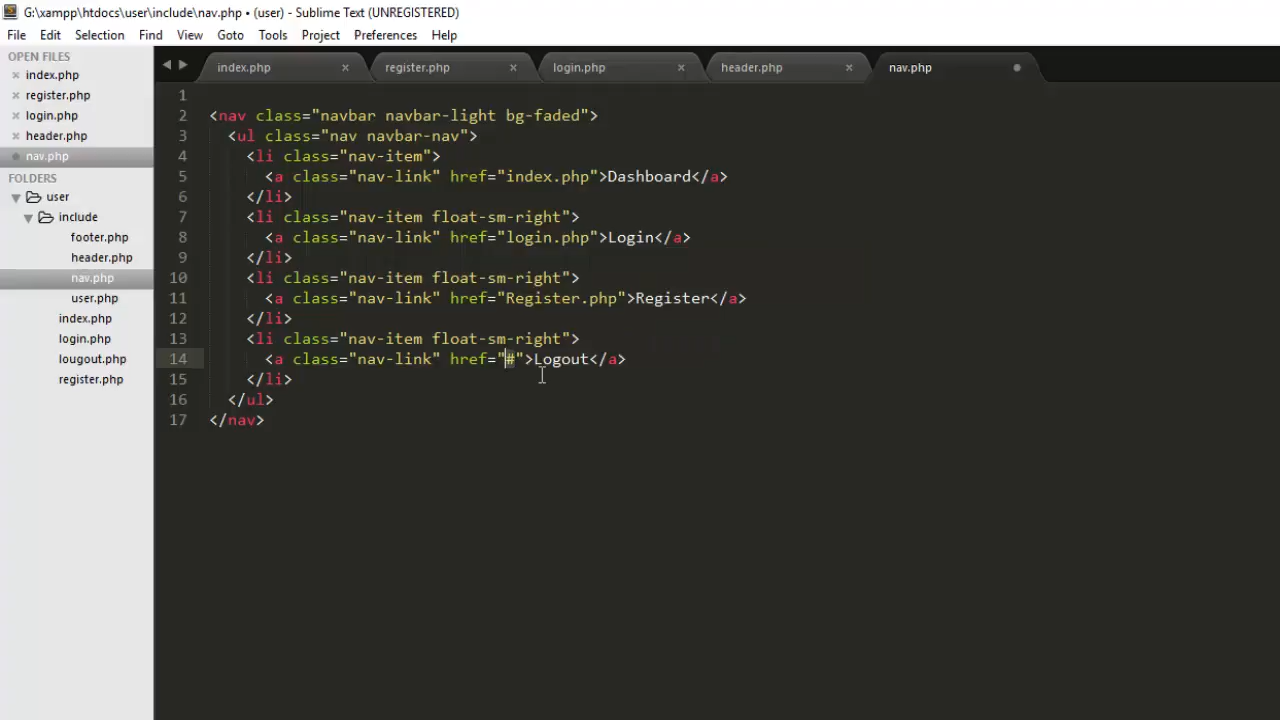 G:\xampp\htdocs\user\include\nav.php • (user) - Sublime Text (UNREGISTERED)
File Edit Selection Find View Goto Tools Project Preferences Help
OPEN FILES
index.php
register.php
login.php
header.php
nav.php
FOLDERS
user
include
footer.php
header.php
nav.php
user.php
index.php
login.php
lougout.php
register.php
index.php register.php login.php header.php nav.php
1
2 <nav class="navbar navbar-light bg-faded">
3 <ul class="nav navbar-nav">
4 <li class="nav-item">
5 <a class="nav-link" href="index.php">Dashboard</a>
6 </li>
7 <li class="nav-item float-sm-right">
8 <a class="nav-link" href="login.php">Login</a>
9 </li>
10 <li class="nav-item float-sm-right">
11 <a class="nav-link" href="Register.php">Register</a>
12 </li>
13 <li class="nav-item float-sm-right">
14 <a class="nav-link" href="#">Logout</a>
15 </li>
16 </ul>
17 </nav>